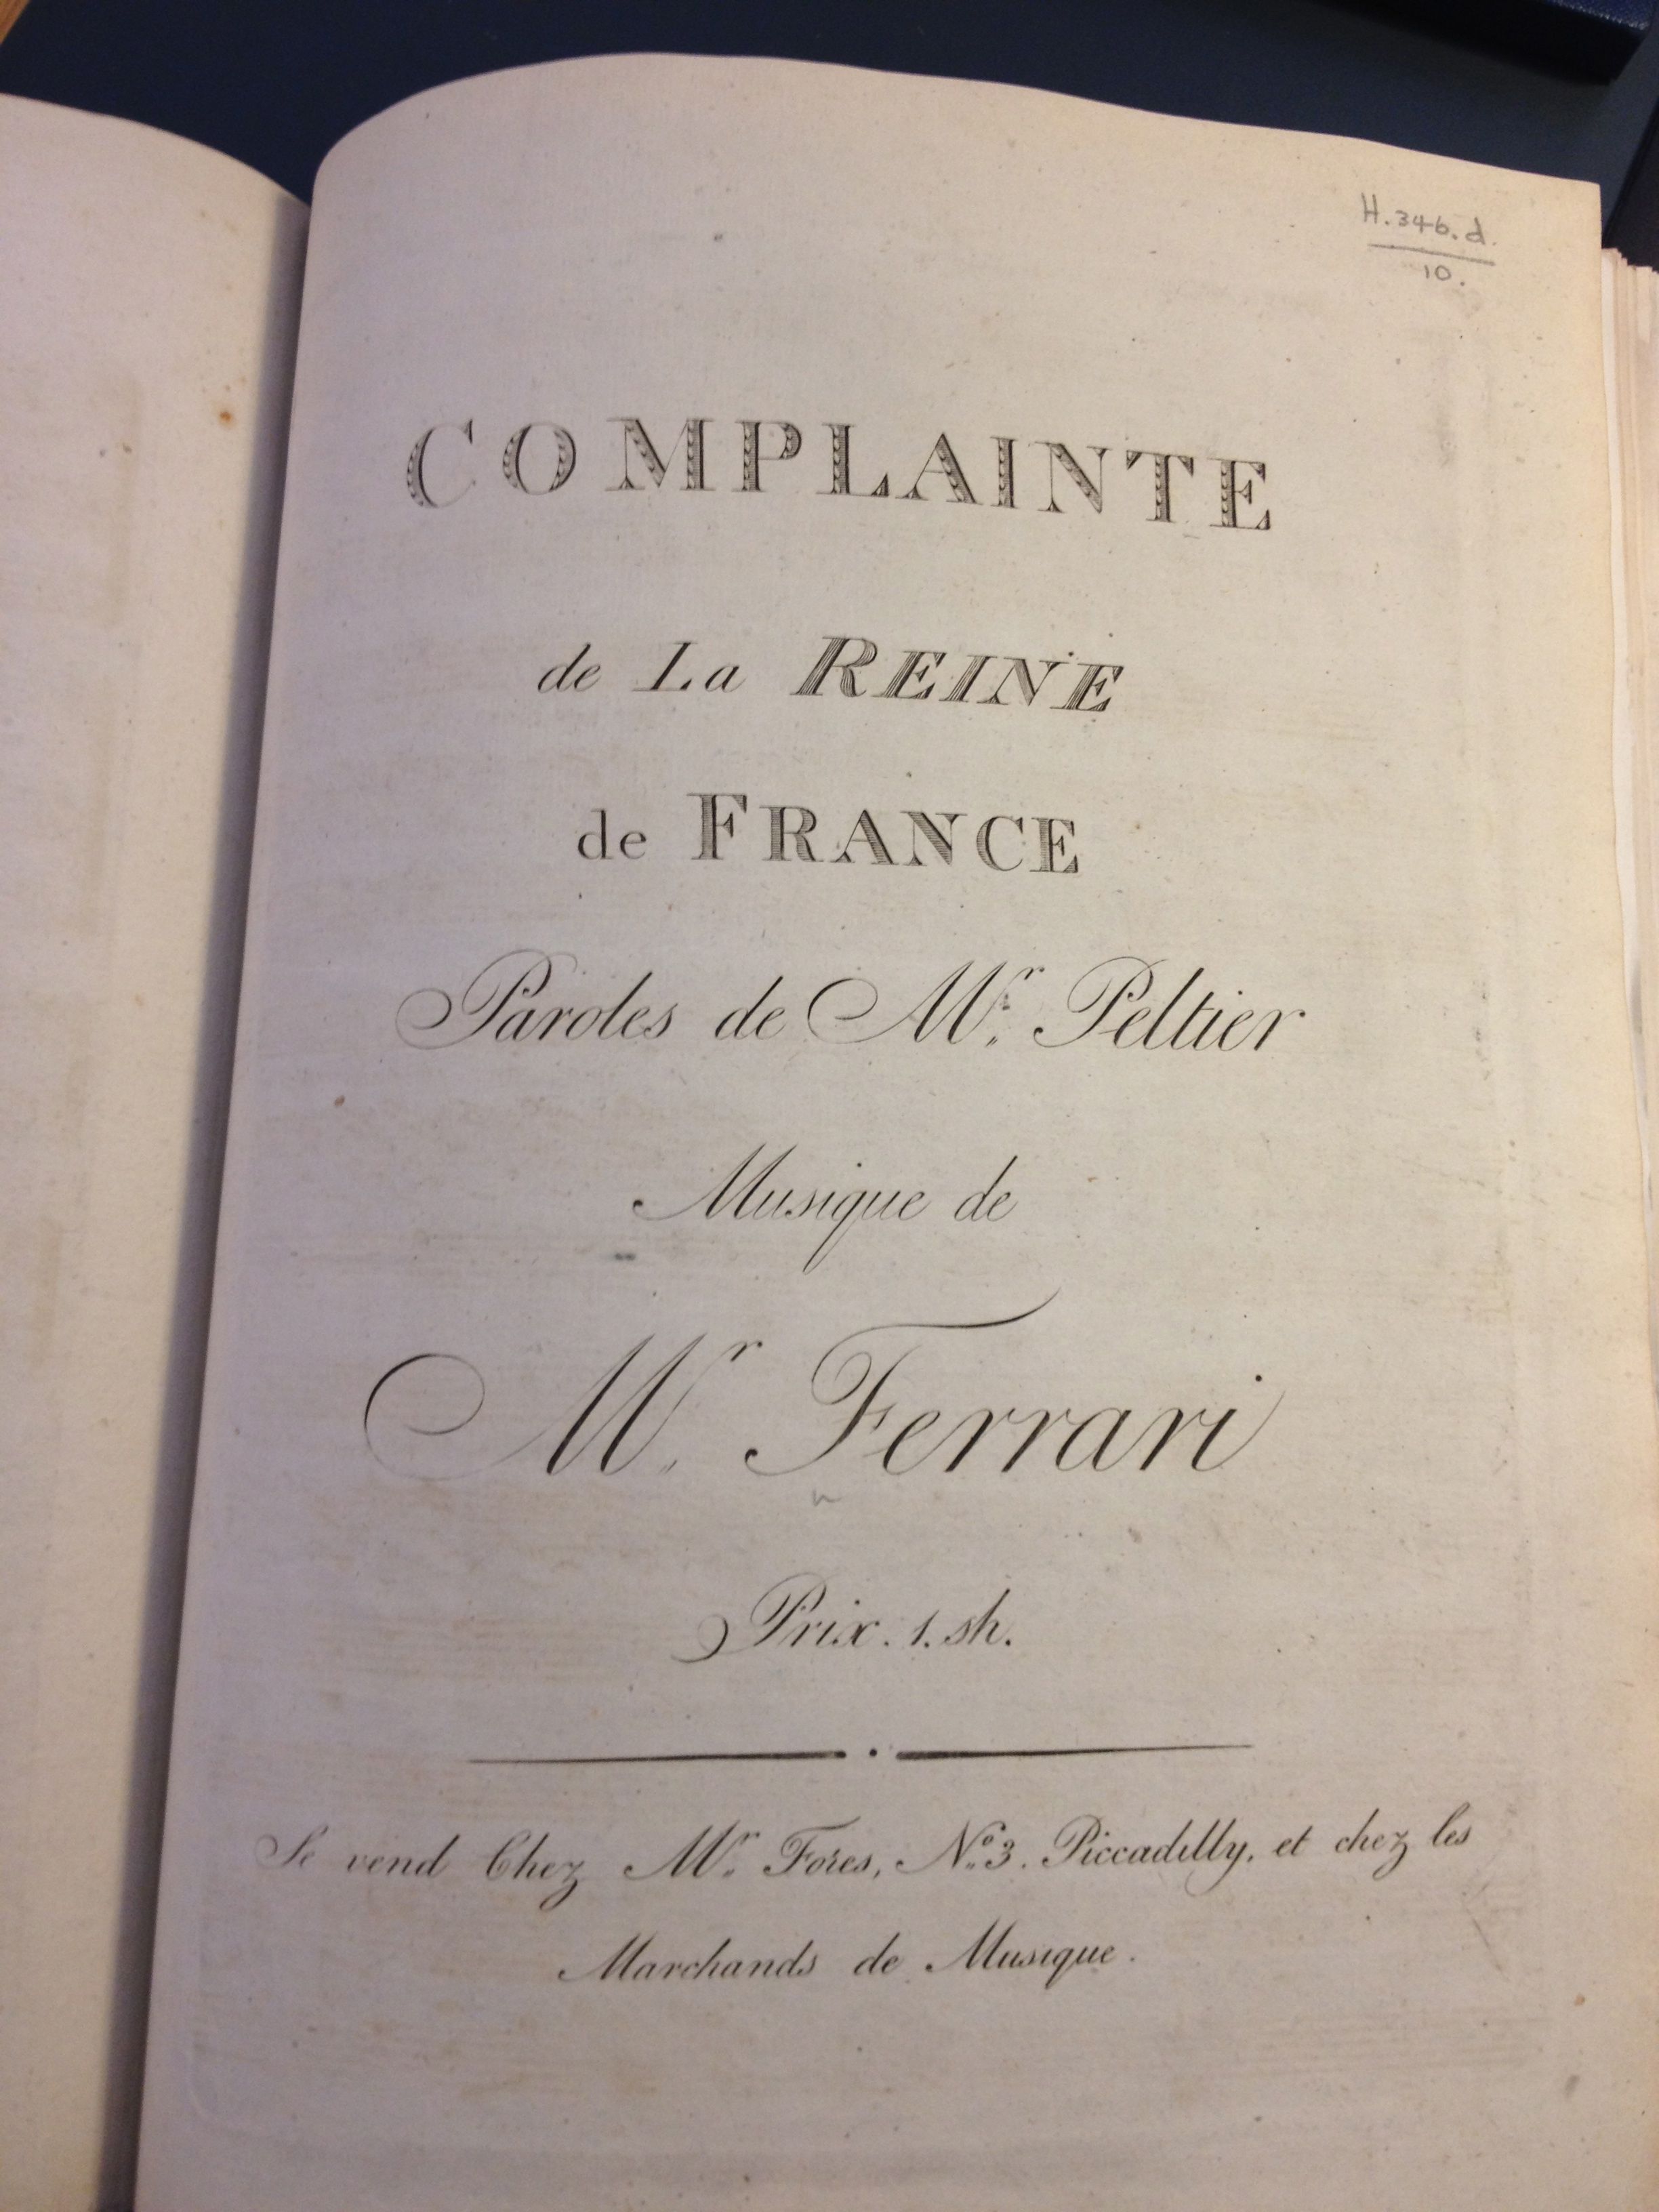 H.346.d.
10.
COMPLAINTE
de La REINE
de FRANCE
Paroles de Mr. Peltier
Musique de
Mr. Ferrari
Prix. 1. sh.
Se vend Chez Mr. Fores, No. 3. Piccadilly, et chez les
Marchands de Musique.